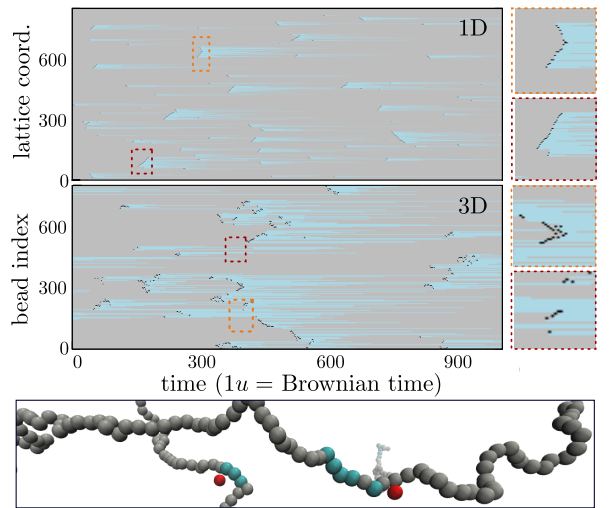 1D
lattice coord.
600
300
0
3D
bead index
600
300
0
0 300 600 900
time (1u = Brownian time)